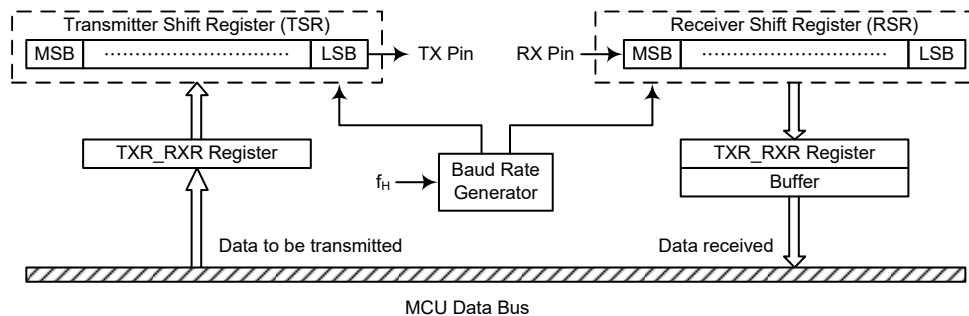 Transmitter Shift Register (TSR)
MSB ………………………… LSB
TX Pin
RX Pin
Receiver Shift Register (RSR)
MSB ………………………… LSB
TXR_RXR Register
fH
Baud Rate
Generator
TXR_RXR Register
Buffer
Data to be transmitted
Data received
MCU Data Bus